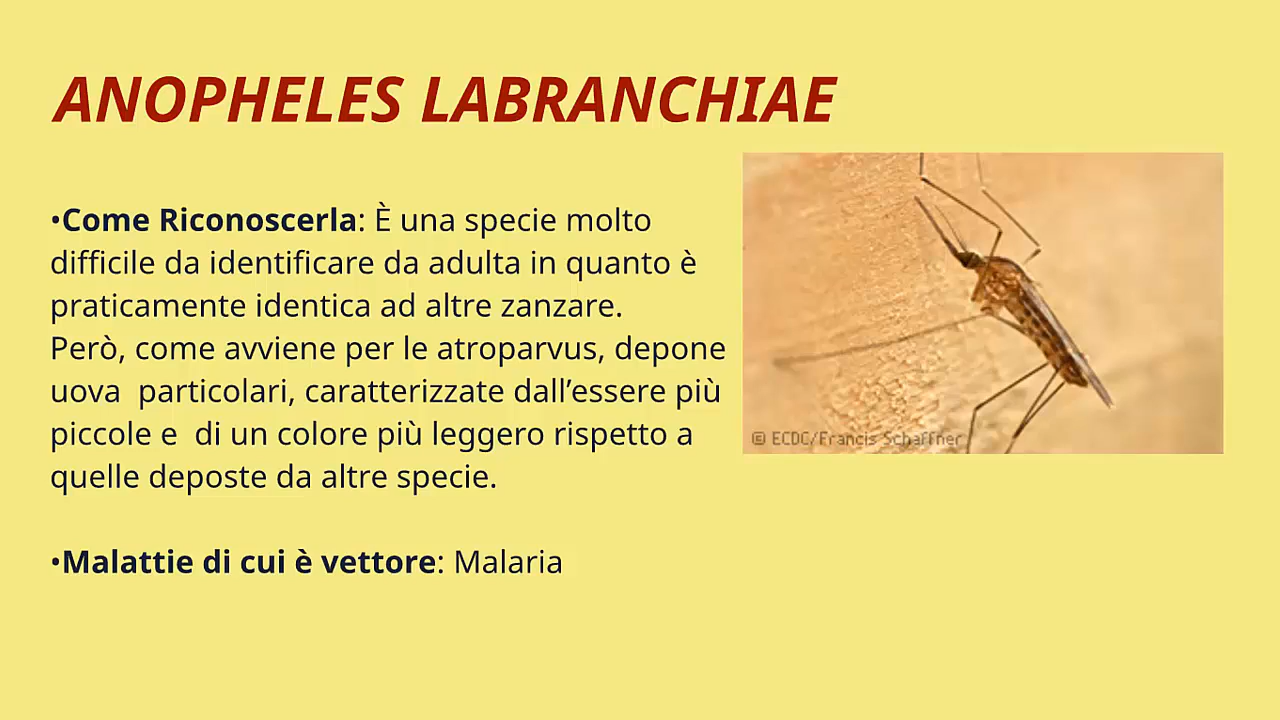 ANOPHELES LABRANCHIAE
•Come Riconoscerla: È una specie molto
difficile da identificare da adulta in quanto è
praticamente identica ad altre zanzare.
Però, come avviene per le atroparvus, depone
uova  particolari, caratterizzate dall’essere più
piccole e  di un colore più leggero rispetto a
quelle deposte da altre specie.
•Malattie di cui è vettore: Malaria
© ECDC/Francis Schaffner